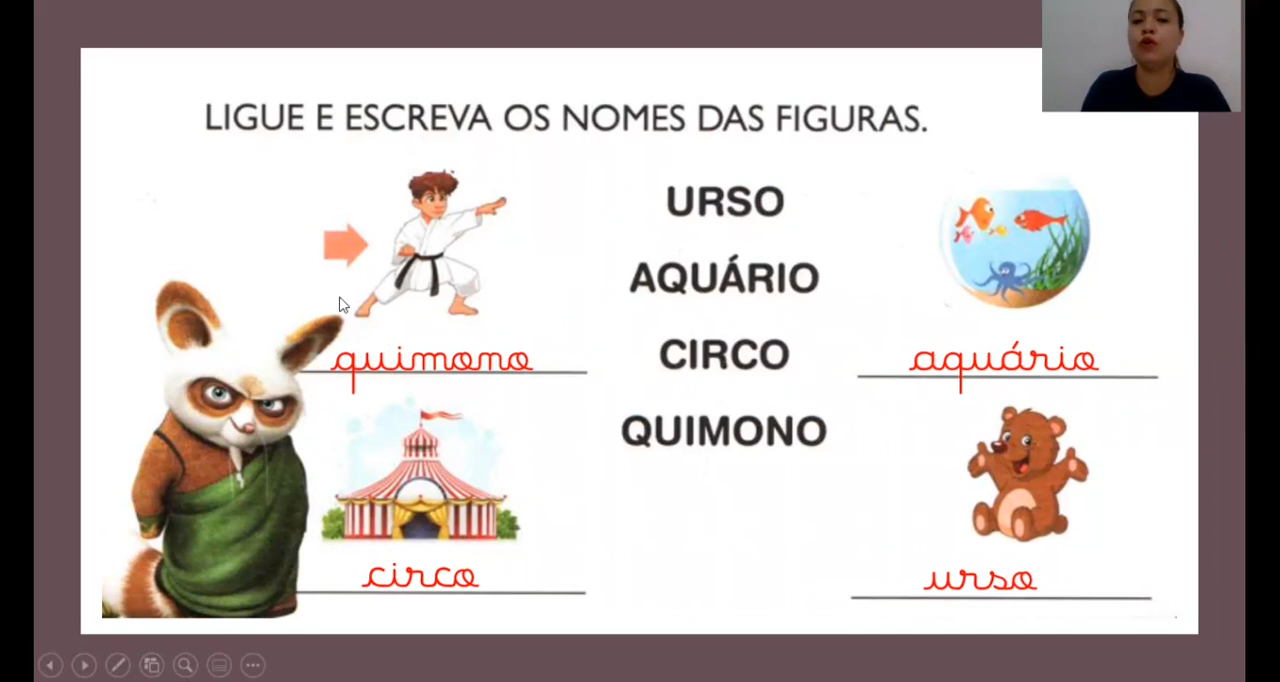 LIGUE E ESCREVA OS NOMES DAS FIGURAS.
URSO
AQUÁRIO
CIRCO
QUIMONO
quimono
aquário
circo
urso